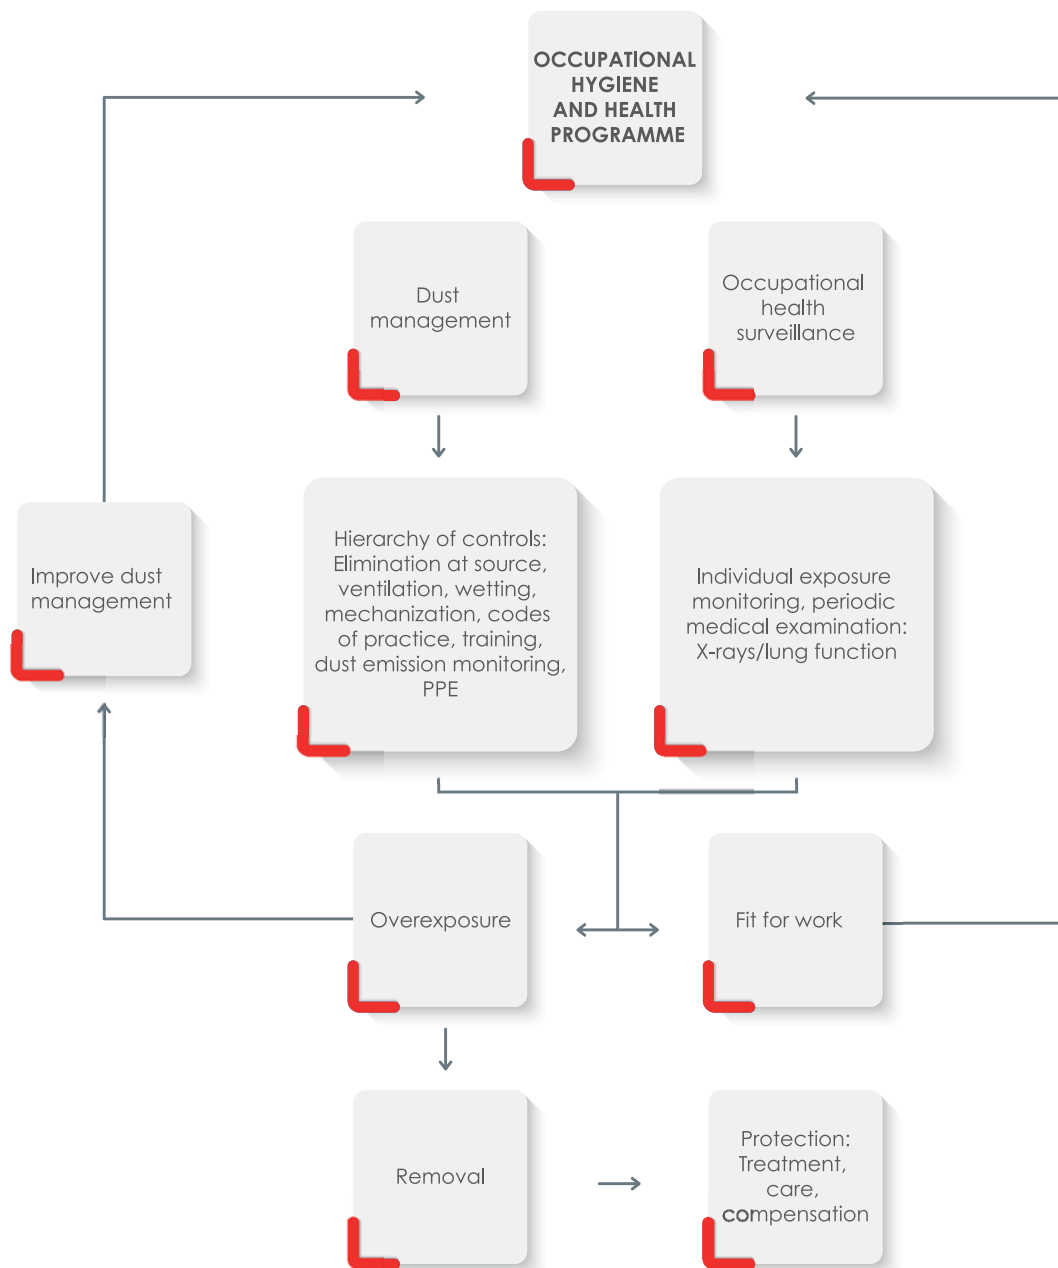 OCCUPATIONAL
HYGIENE
AND HEALTH
PROGRAMME
Dust
management
Occupational
health
surveillance
Hierarchy of controls:
Elimination at source,
ventilation, wetting,
mechanization, codes
of practice, training,
dust emission monitoring,
PPE
Individual exposure
monitoring, periodic
medical examination:
X-rays/lung function
Improve dust
management
Overexposure
Fit for work
Removal
Protection:
Treatment,
care,
compensation